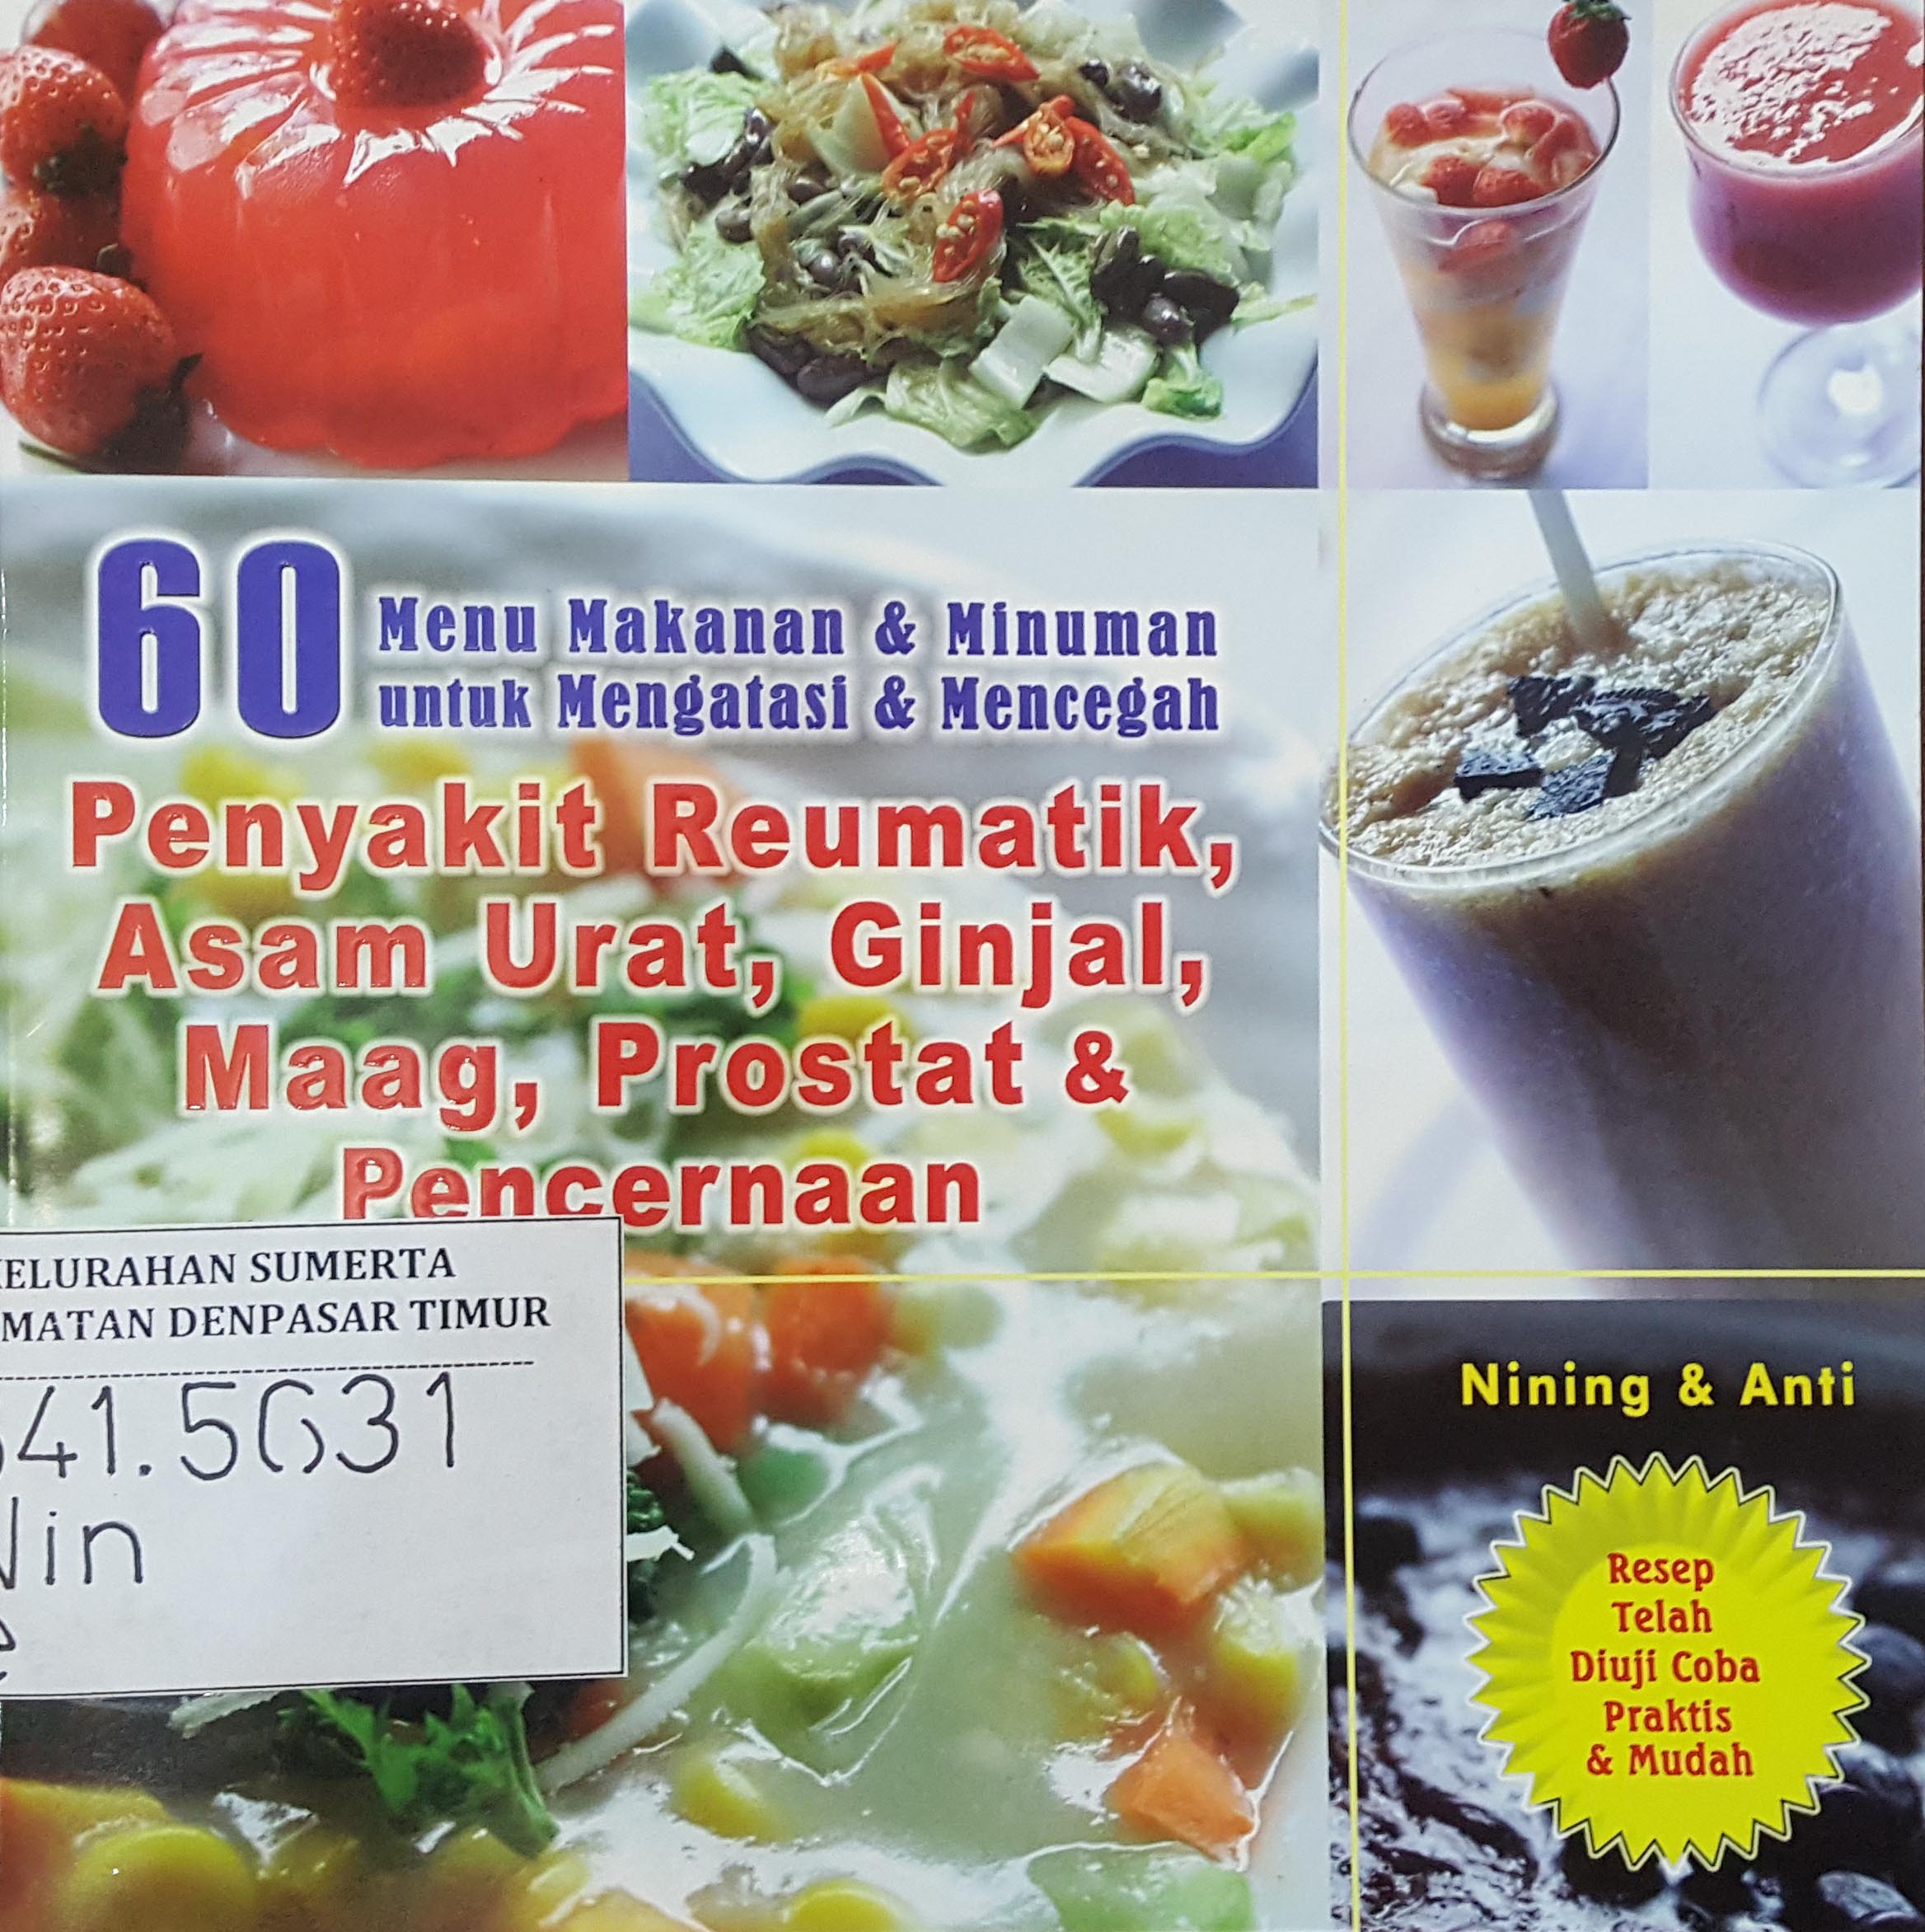 60
Menu Makanan & Minuman
untuk Mengatasi & Mencegah
Penyakit Reumatik,
Asam Urat, Ginjal,
Maag, Prostat &
Pencernaan
ELURAHAN SUMERTA
MATAN DENPASAR TIMUR
41.5631
in
Nining & Anti
Resep
Telah
Diuji Coba
Praktis
& Mudah